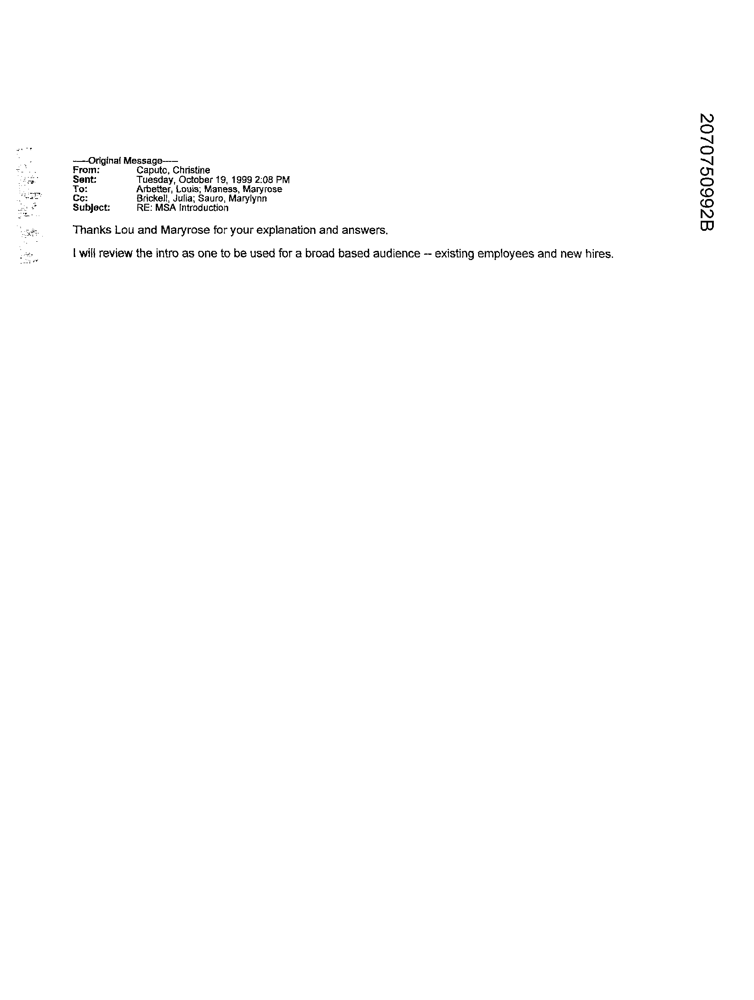 -----Original Message-----
From: Caputo, Christine
Sent: Tuesday, October 19, 1999 2:08 PM
To: Arbetter, Louis; Maness, Maryrose
Cc: Brickell, Julia; Sauro, Marylynn
Subject: RE: MSA Introduction
Thanks Lou and Maryrose for your explanation and answers.
I will review the intro as one to be used for a broad based audience -- existing employees and new hires.
2070750992B